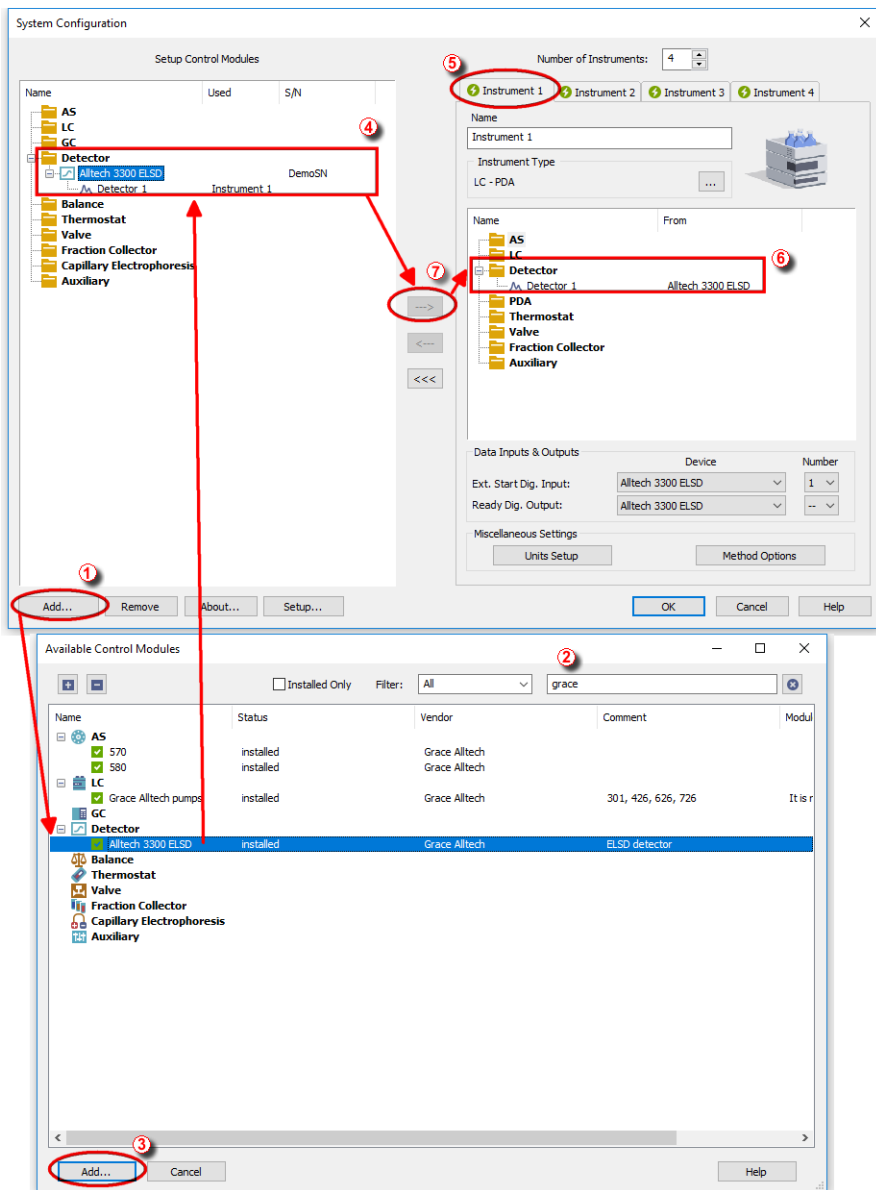 System Configuration
Setup Control Modules
Number of Instruments: 4
5
Instrument 1 Instrument 2 Instrument 3 Instrument 4
Name Used S/N
AS
LC
GC
Detector
Alltech 3300 ELSD DemoSN
Detector 1 Instrument 1
Balance
Thermostat
Valve
Fraction Collector
Capillary Electrophoresis
Auxiliary
4
Name
Instrument 1
Instrument Type
LC - PDA ...
Name From
AS
LC
Detector
Detector 1 Alltech 3300 ELSD
PDA
Thermostat
Valve
Fraction Collector
Auxiliary
6
7
--->
<---
<<<
Data Inputs & Outputs
Device Number
Ext. Start Dig. Input: Alltech 3300 ELSD 1
Ready Dig. Output: Alltech 3300 ELSD --
Miscellaneous Settings
Units Setup Method Options
1
Add... Remove About... Setup... OK Cancel Help
Available Control Modules
2
Installed Only Filter: All grace
Name Status Vendor Comment Modul
AS
570 installed Grace Alltech
580 installed Grace Alltech
LC
Grace Alltech pumps installed Grace Alltech 301, 426, 626, 726 It is r
GC
Detector
Alltech 3300 ELSD installed Grace Alltech ELSD detector
Balance
Thermostat
Valve
Fraction Collector
Capillary Electrophoresis
Auxiliary
3
Add... Cancel Help